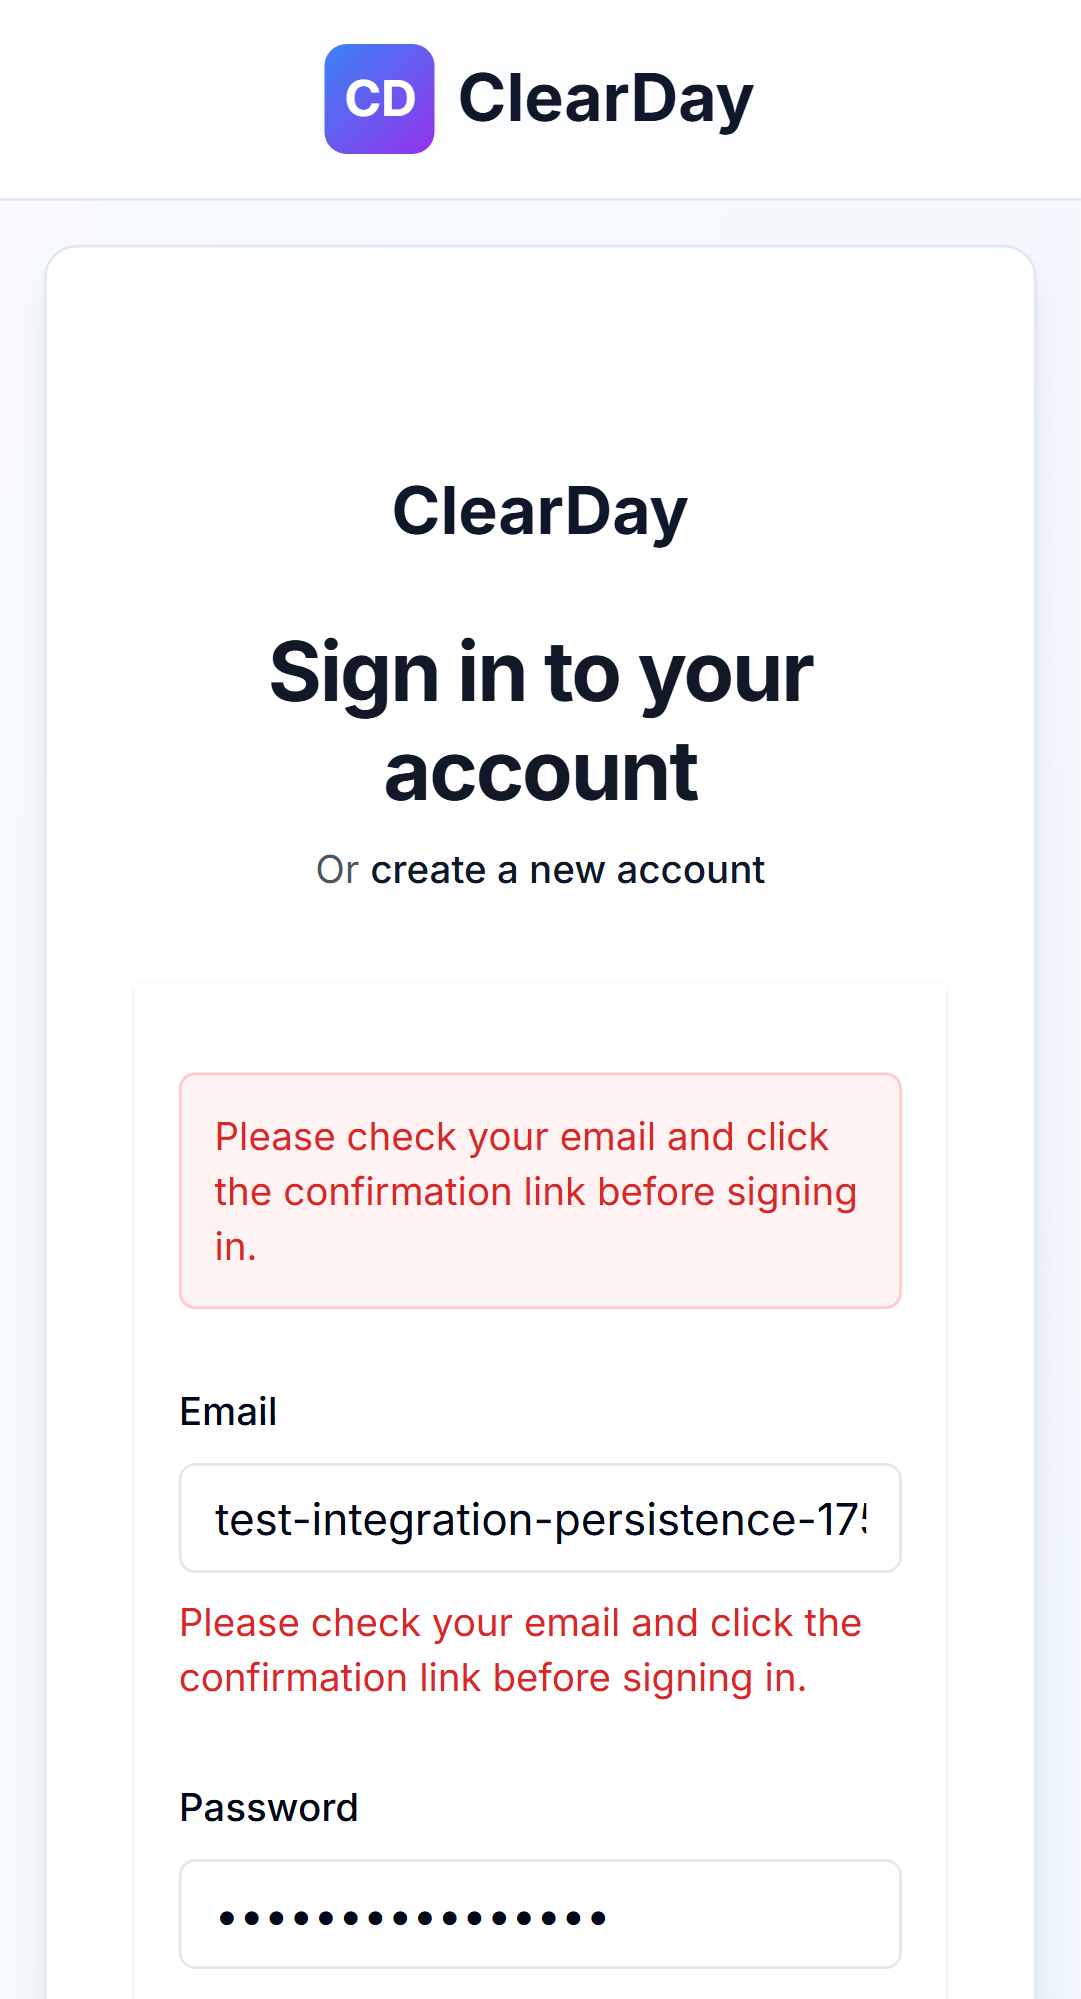 CD ClearDay
ClearDay
Sign in to your
account
Or create a new account
Please check your email and click
the confirmation link before signing
in.
Email
test-integration-persistence-175
Please check your email and click the
confirmation link before signing in.
Password
••••••••••••••••